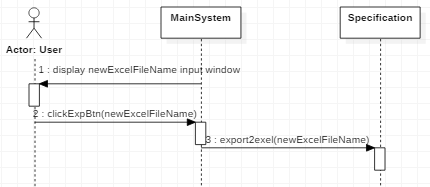 MainSystem
Specification
Actor: User
1 : display newExcelFileName input window
2 : clickExpBtn(newExcelFileName)
3 : export2exel(newExcelFileName)